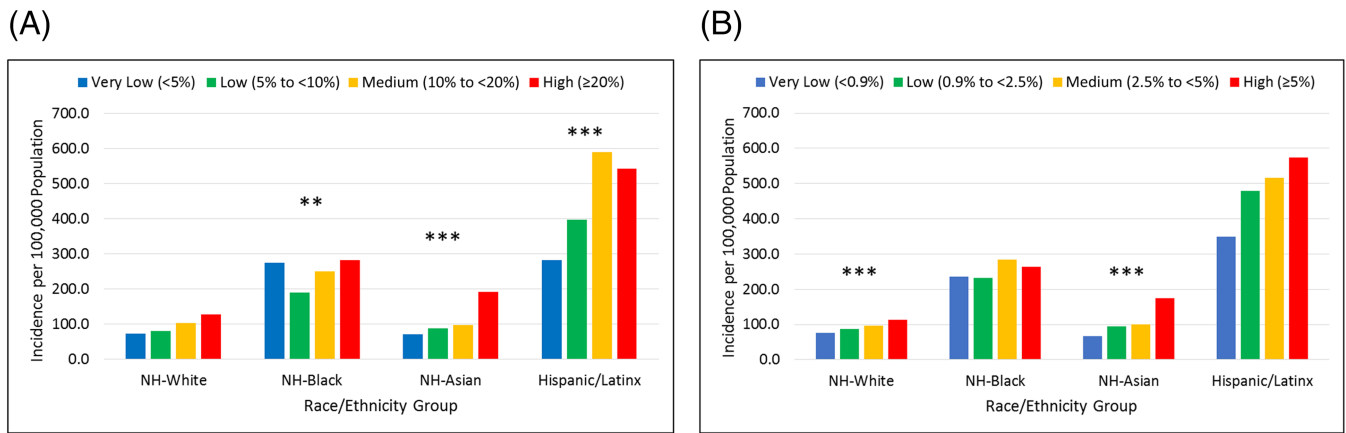 (A)
Very Low (<5%) Low (5% to <10%) Medium (10% to <20%) High (≥20%)
Incidence per 100,000 Population
700.0
600.0
500.0
400.0
300.0
200.0
100.0
0.0
***
**
***
NH-White NH-Black NH-Asian Hispanic/Latinx
Race/Ethnicity Group
(B)
Very Low (<0.9%) Low (0.9% to <2.5%) Medium (2.5% to <5%) High (≥5%)
Incidence per 100,000 Population
700.0
600.0
500.0
400.0
300.0
200.0
100.0
0.0
*** ***
NH-White NH-Black NH-Asian Hispanic/Latinx
Race/Ethnicity Group